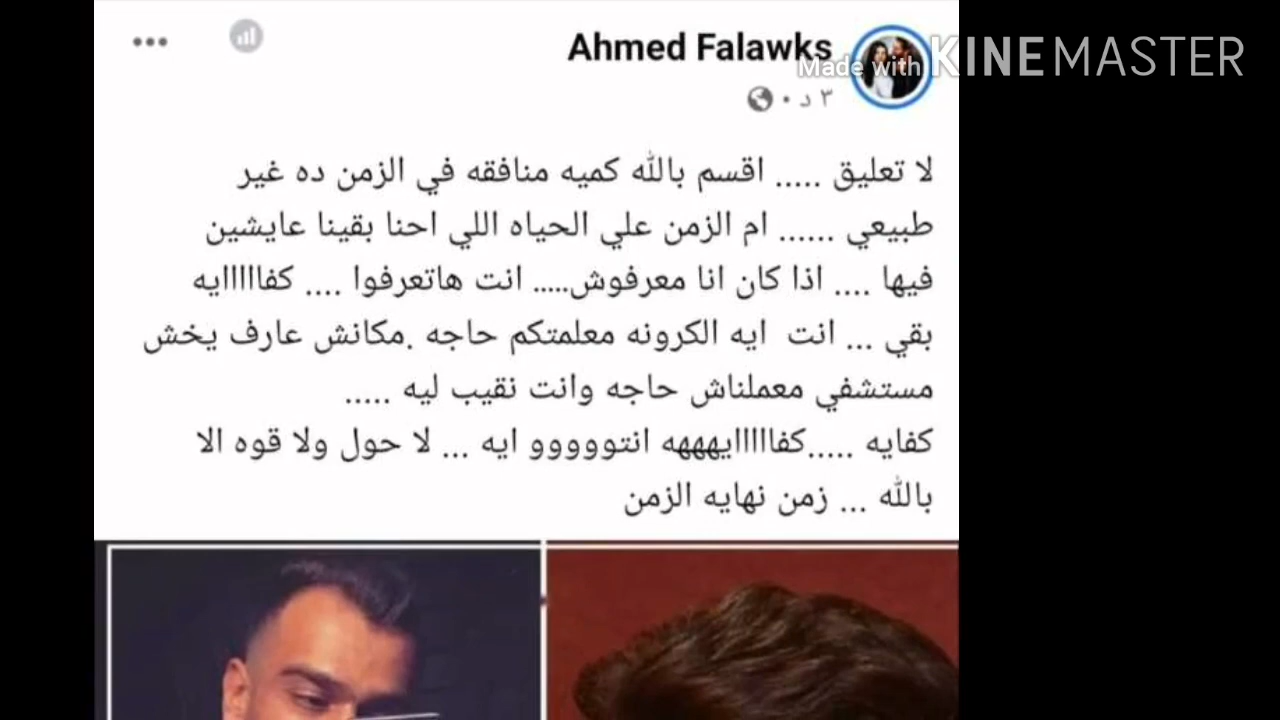 Ahmed Falawks
Made with KINEMASTER
٣ د •
لا تعليق ..... اقسم بالله كميه منافقه في الزمن ده غير
طبيعي ...... ام الزمن علي الحياه اللي احنا بقينا عايشين
فيها .... اذا كان انا معرفوش..... انت هاتعرفوا .... كفااااايه
بقي ... انت ايه الكرونه معلمتكم حاجه .مكانش عارف يخش
مستشفي معملناش حاجه وانت نقيب ليه .....
كفايه .....كفاااااايهههه انتووووو ايه ... لا حول ولا قوه الا
بالله ... زمن نهايه الزمن